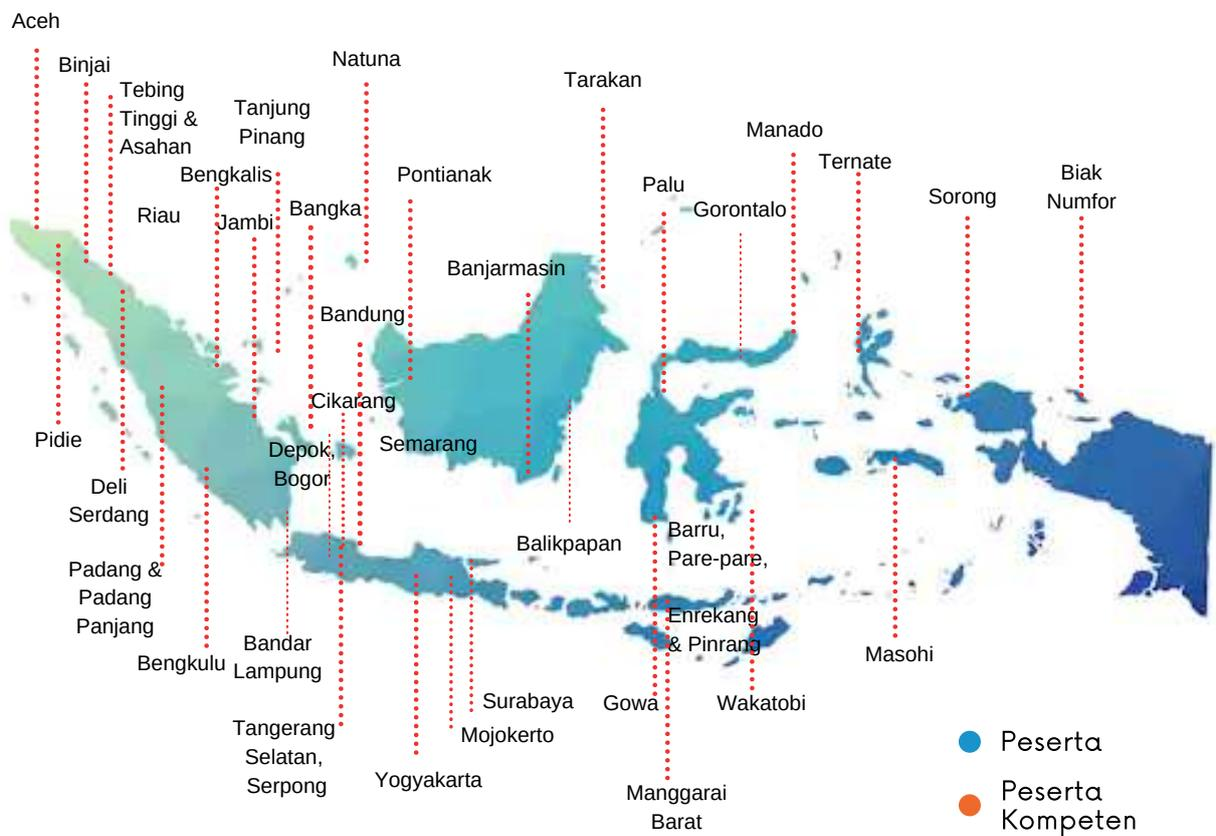 Aceh
Binjai
Tebing
Tinggi &
Asahan
Natuna
Tanjung
Pinang
Tarakan
Manado
Ternate
Biak
Numfor
Sorong
Bengkalis
Riau
Jambi
Bangka
Pontianak
Palu
Gorontalo
Banjarmasin
Bandung
Cikarang
Depok,
Bogor
Semarang
Pidie
Deli
Serdang
Padang &
Padang
Panjang
Bengkulu
Bandar
Lampung
Balikpapan
Barru,
Pare-pare,
Enrekang
& Pinrang
Masohi
Tangerang
Selatan,
Serpong
Yogyakarta
Surabaya
Mojokerto
Gowa
Wakatobi
Manggarai
Barat
Peserta
Peserta
Kompeten